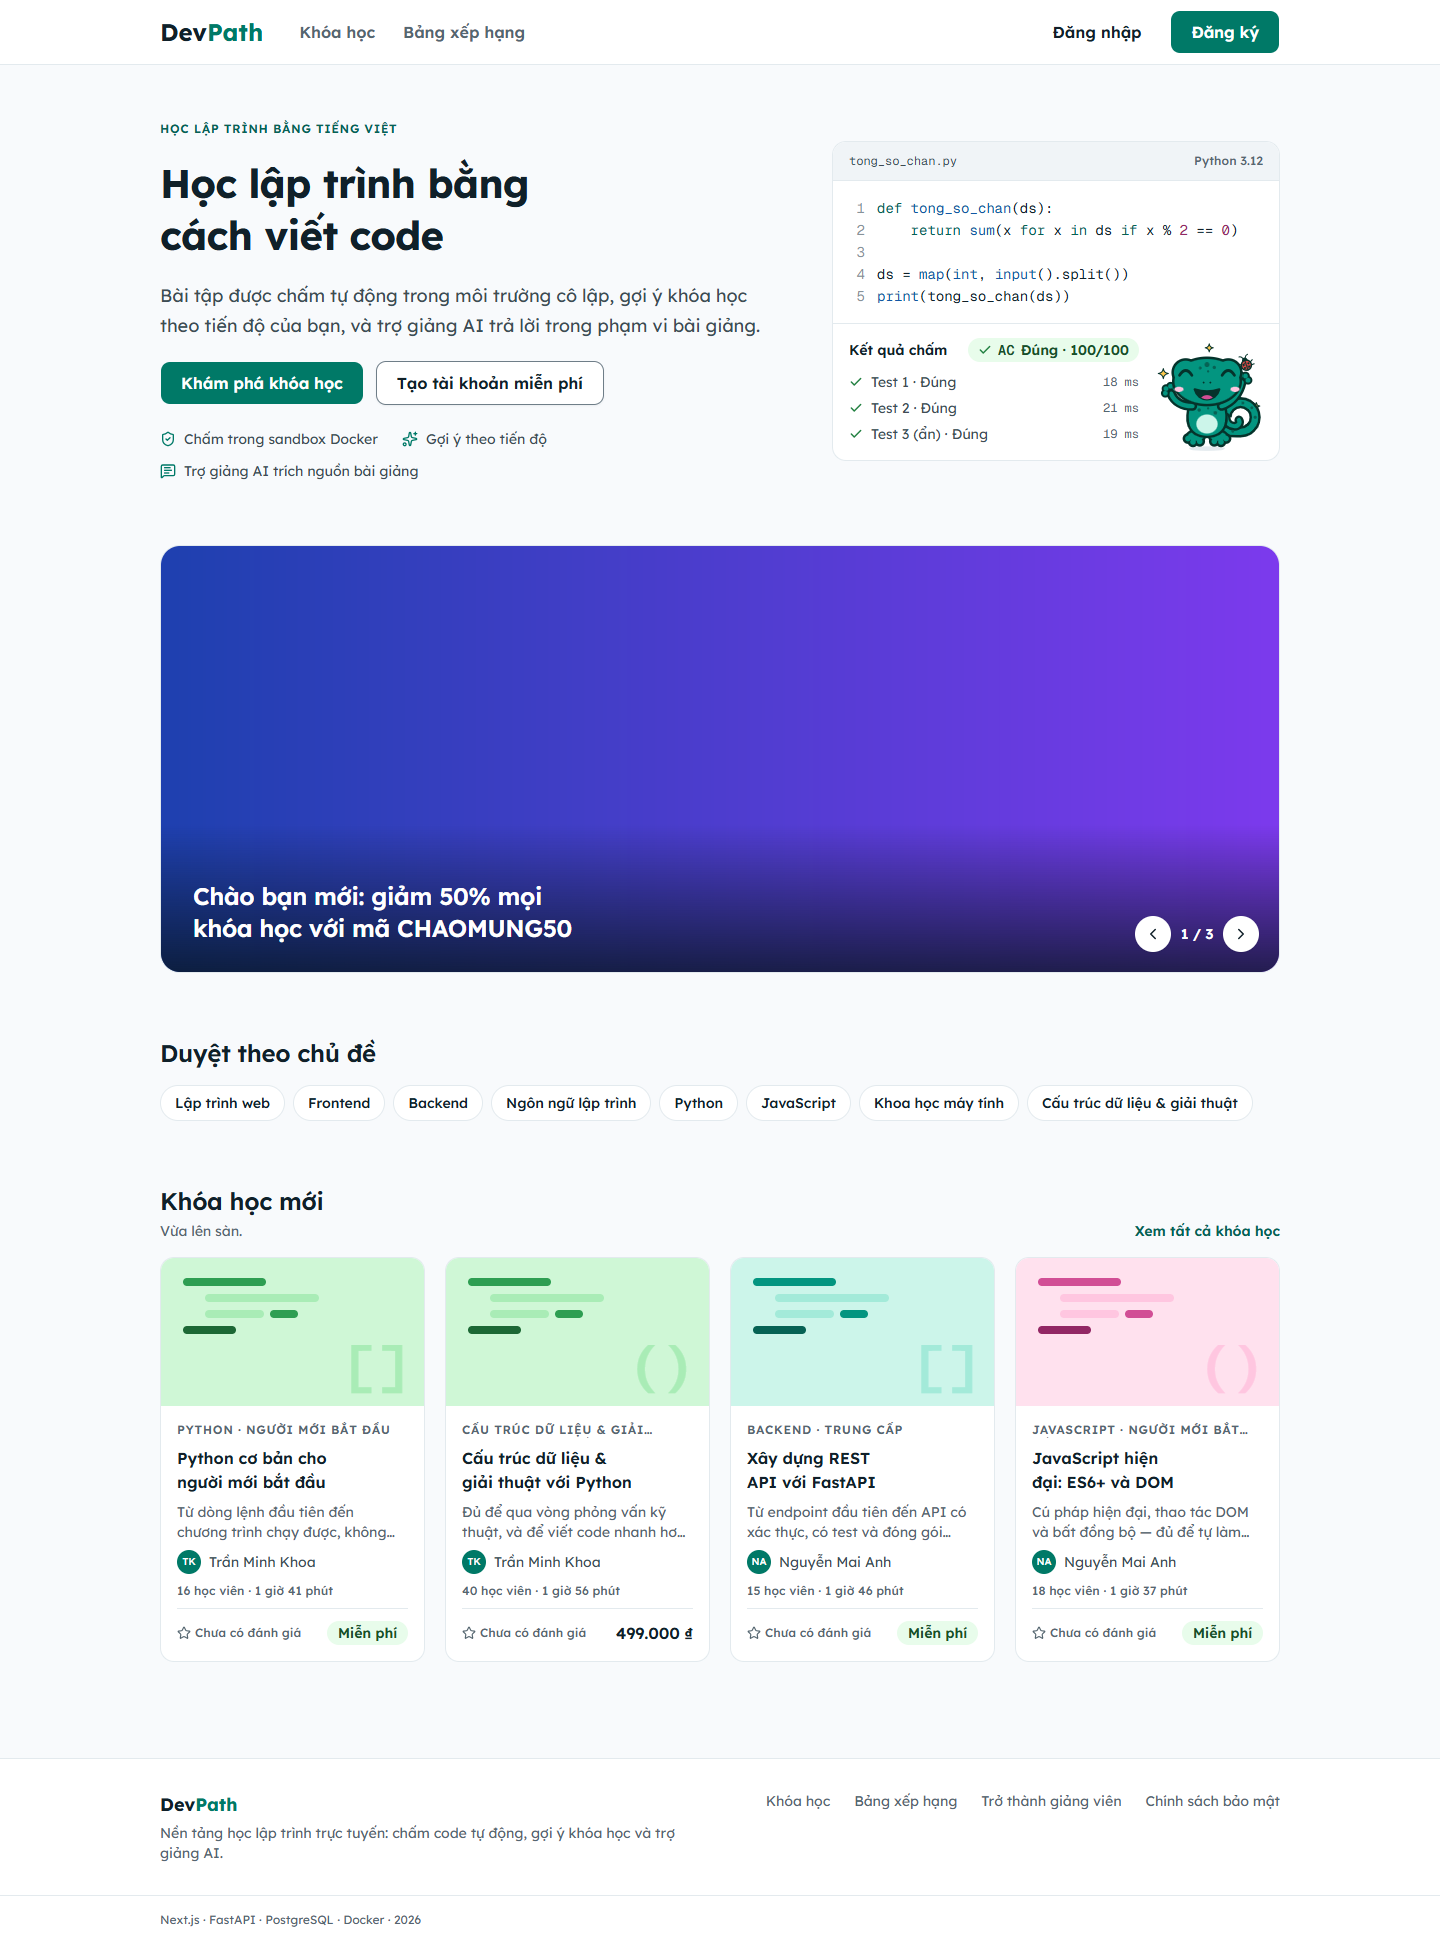 DevPath
Khóa học
Bảng xếp hạng
Đăng nhập
Đăng ký
HỌC LẬP TRÌNH BẰNG TIẾNG VIỆT
Học lập trình bằng
cách viết code
Bài tập được chấm tự động trong môi trường cô lập, gợi ý khóa học
theo tiến độ của bạn, và trợ giảng AI trả lời trong phạm vi bài giảng.
Khám phá khóa học
Tạo tài khoản miễn phí
Chấm trong sandbox Docker
Gợi ý theo tiến độ
Trợ giảng AI trích nguồn bài giảng
tong_so_chan.py
Python 3.12
1 def tong_so_chan(ds):
2     return sum(x for x in ds if x % 2 == 0)
3
4 ds = map(int, input().split())
5 print(tong_so_chan(ds))
Kết quả chấm
AC Đúng · 100/100
Test 1 · Đúng
18 ms
Test 2 · Đúng
21 ms
Test 3 (ẩn) · Đúng
19 ms
Chào bạn mới: giảm 50% mọi
khóa học với mã CHAOMUNG50
1 / 3
Duyệt theo chủ đề
Lập trình web
Frontend
Backend
Ngôn ngữ lập trình
Python
JavaScript
Khoa học máy tính
Cấu trúc dữ liệu & giải thuật
Khóa học mới
Vừa lên sàn.
Xem tất cả khóa học
[]
PYTHON · NGƯỜI MỚI BẮT ĐẦU
Python cơ bản cho
người mới bắt đầu
Từ dòng lệnh đầu tiên đến
chương trình chạy được, không…
TK
Trần Minh Khoa
16 học viên · 1 giờ 41 phút
Chưa có đánh giá
Miễn phí
()
CẤU TRÚC DỮ LIỆU & GIẢI…
Cấu trúc dữ liệu &
giải thuật với Python
Đủ để qua vòng phỏng vấn kỹ
thuật, và để viết code nhanh hơ…
TK
Trần Minh Khoa
40 học viên · 1 giờ 56 phút
Chưa có đánh giá
499.000 ₫
[]
BACKEND · TRUNG CẤP
Xây dựng REST
API với FastAPI
Từ endpoint đầu tiên đến API có
xác thực, có test và đóng gói…
NA
Nguyễn Mai Anh
15 học viên · 1 giờ 46 phút
Chưa có đánh giá
Miễn phí
()
JAVASCRIPT · NGƯỜI MỚI BẮT…
JavaScript hiện
đại: ES6+ và DOM
Cú pháp hiện đại, thao tác DOM
và bất đồng bộ — đủ để tự làm…
NA
Nguyễn Mai Anh
18 học viên · 1 giờ 37 phút
Chưa có đánh giá
Miễn phí
DevPath
Nền tảng học lập trình trực tuyến: chấm code tự động, gợi ý khóa học và trợ
giảng AI.
Khóa học
Bảng xếp hạng
Trở thành giảng viên
Chính sách bảo mật
Next.js · FastAPI · PostgreSQL · Docker · 2026